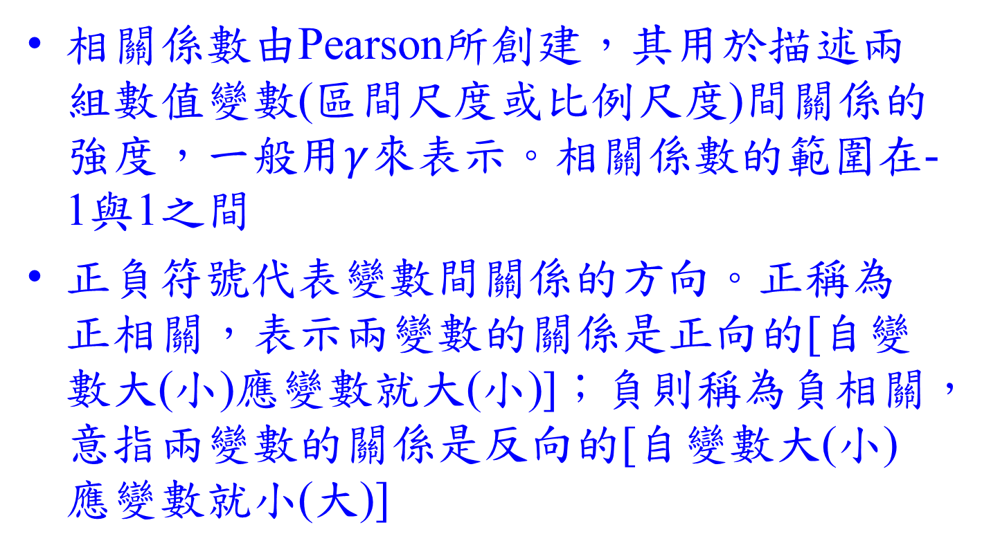 • 相關係數由Pearson所創建，其用於描述兩
組數值變數(區間尺度或比例尺度)間關係的
強度，一般用γ來表示。相關係數的範圍在-
1與1之間
• 正負符號代表變數間關係的方向。正稱為
正相關，表示兩變數的關係是正向的[自變
數大(小)應變數就大(小)]；負則稱為負相關，
意指兩變數的關係是反向的[自變數大(小)
應變數就小(大)]